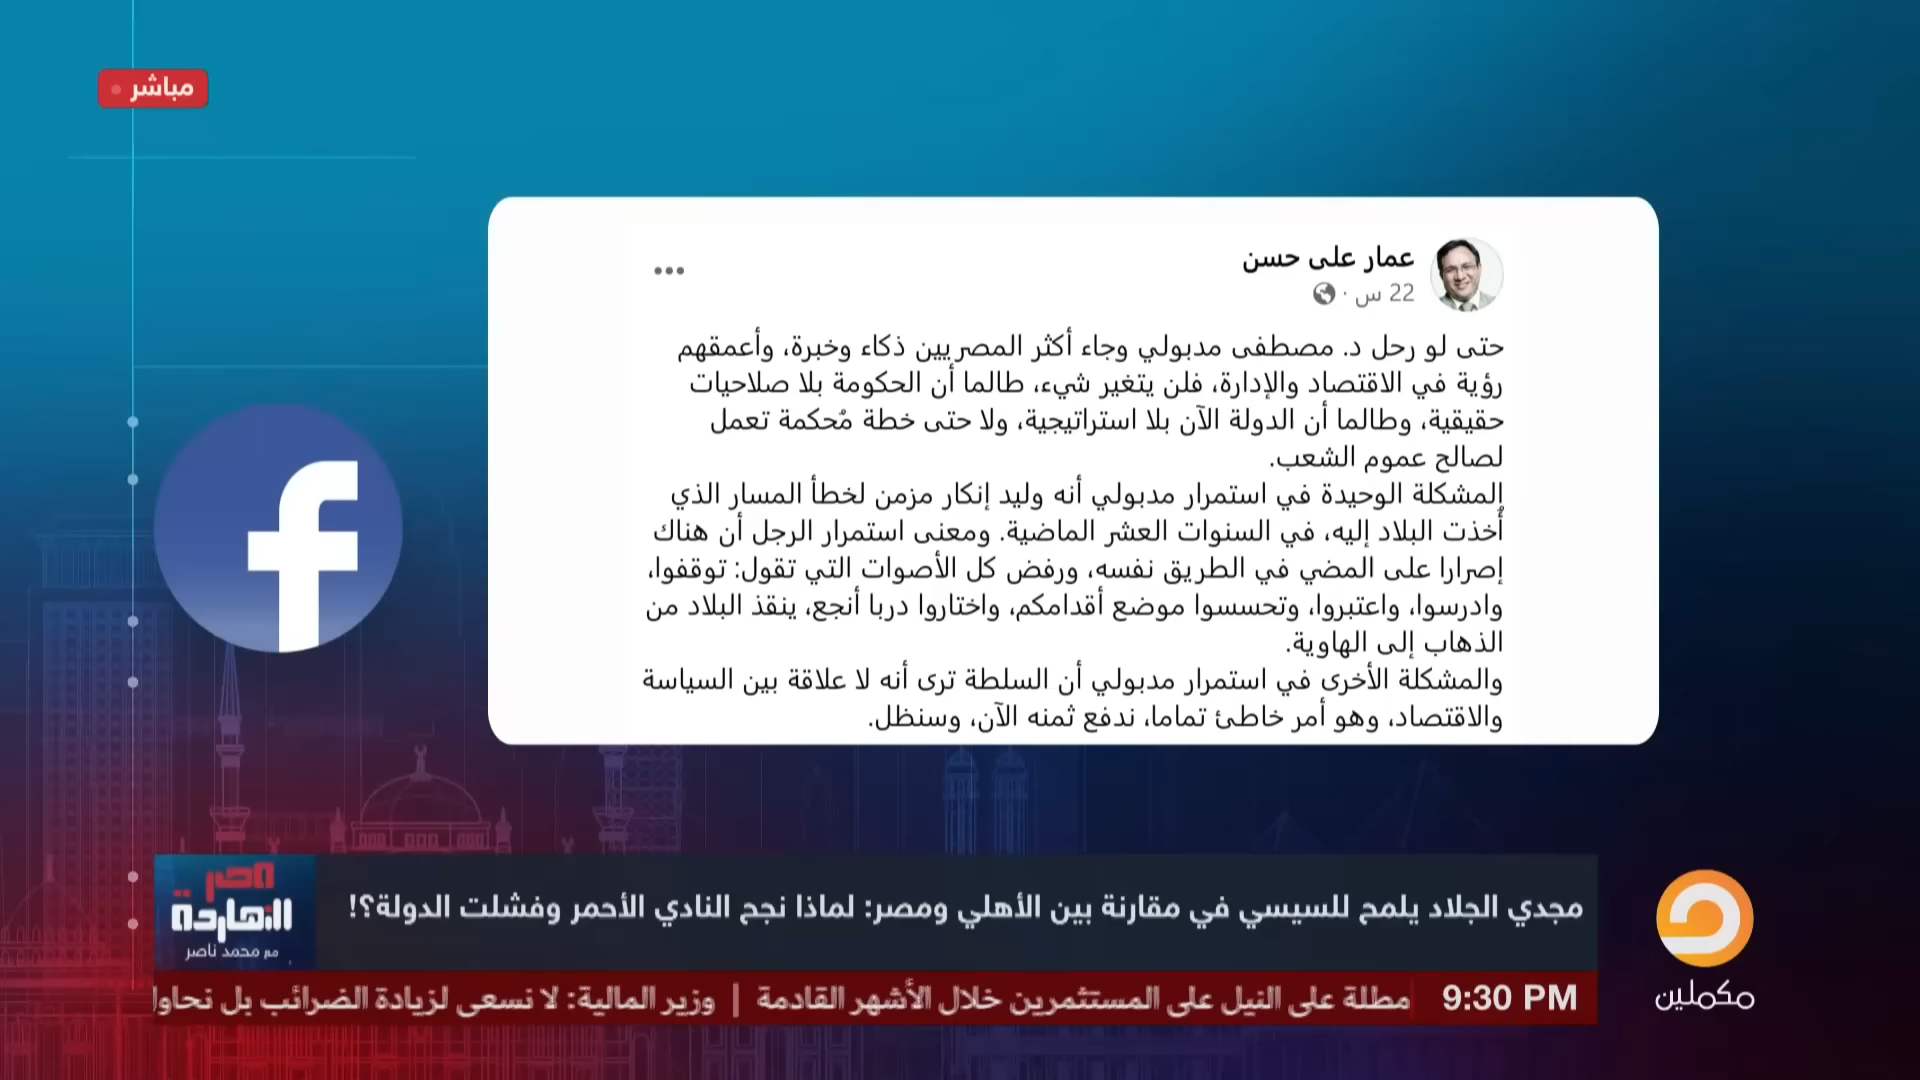 مباشر
عمار على حسن
22 س ·
حتى لو رحل د. مصطفى مدبولي وجاء أكثر المصريين ذكاء وخبرة، وأعمقهم
رؤية في الاقتصاد والإدارة، فلن يتغير شيء، طالما أن الحكومة بلا صلاحيات
حقيقية، وطالما أن الدولة الآن بلا استراتيجية، ولا حتى خطة مُحكمة تعمل
لصالح عموم الشعب.
المشكلة الوحيدة في استمرار مدبولي أنه وليد إنكار مزمن لخطأ المسار الذي
أُخذت البلاد إليه، في السنوات العشر الماضية. ومعنى استمرار الرجل أن هناك
إصرارا على المضي في الطريق نفسه، ورفض كل الأصوات التي تقول: توقفوا،
وادرسوا، واعتبروا، وتحسسوا موضع أقدامكم، واختاروا دربا أنجع، ينقذ البلاد من
الذهاب إلى الهاوية.
والمشكلة الأخرى في استمرار مدبولي أن السلطة ترى أنه لا علاقة بين السياسة
والاقتصاد، وهو أمر خاطئ تماما، ندفع ثمنه الآن، وسنظل.
مجدي الجلاد يلمح للسيسي في مقارنة بين الأهلي ومصر: لماذا نجح النادي الأحمر وفشلت الدولة؟!
مصر
النهاردة
مع محمد ناصر
9:30 PM
مطلة على النيل على المستثمرين خلال الأشهر القادمة | وزير المالية: لا نسعى لزيادة الضرائب بل نحاول
مكملين